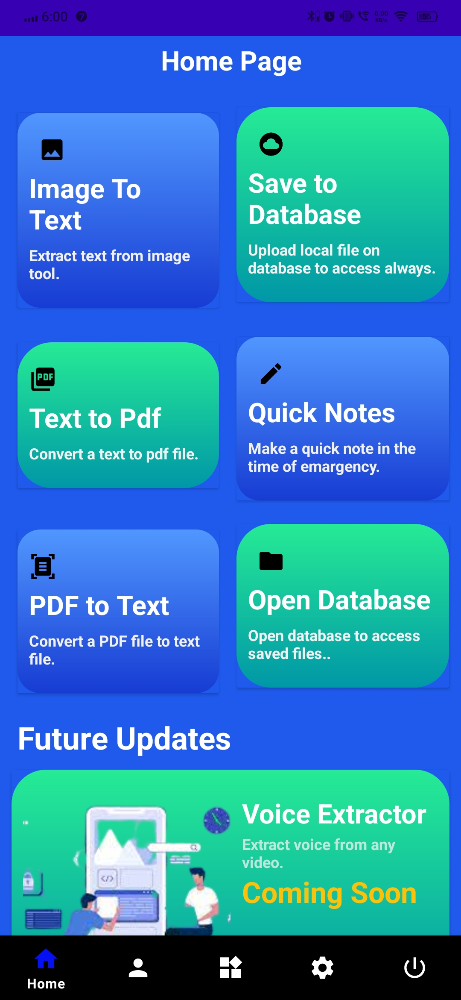 6:00
7
0.00
KB/s
55
Home Page
Image To
Text
Extract text from image
tool.
Save to
Database
Upload local file on
database to access always.
PDF
Text to Pdf
Convert a text to pdf file.
Quick Notes
Make a quick note in the
time of emargency.
PDF to Text
Convert a PDF file to text
file.
Open Database
Open database to access
saved files..
Future Updates
</>
Voice Extractor
Extract voice from any
video.
Coming Soon
Home